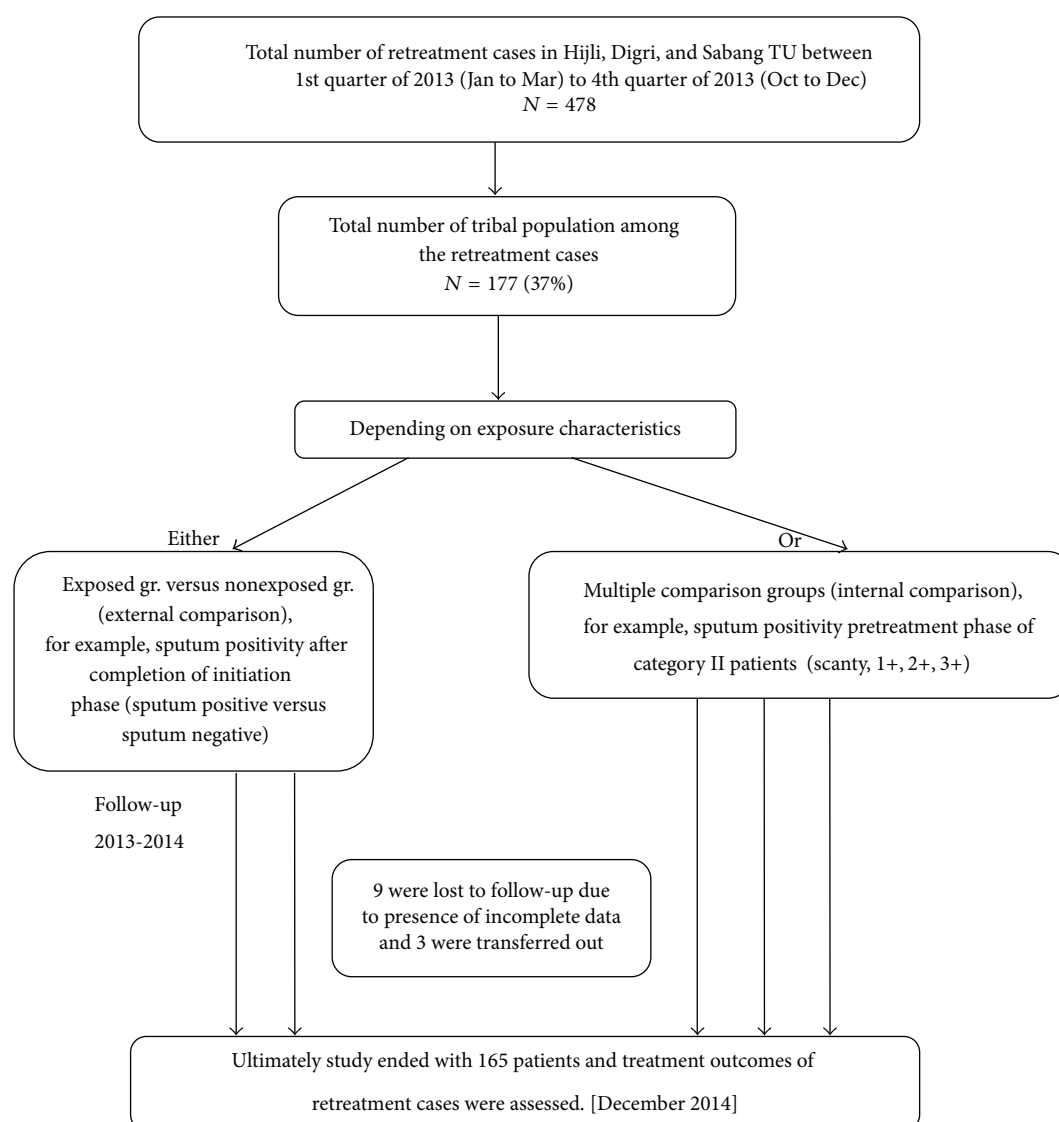 Total number of retreatment cases in Hijli, Digri, and Sabang TU between
1st quarter of 2013 (Jan to Mar) to 4th quarter of 2013 (Oct to Dec)
N = 478
Total number of tribal population among
the retreatment cases
N = 177 (37%)
Depending on exposure characteristics
Either
Or
Exposed gr. versus nonexposed gr.
(external comparison),
for example, sputum positivity after
completion of initiation
phase (sputum positive versus
sputum negative)
Multiple comparison groups (internal comparison),
for example, sputum positivity pretreatment phase of
category II patients (scanty, 1+, 2+, 3+)
Follow-up
2013-2014
9 were lost to follow-up due
to presence of incomplete data
and 3 were transferred out
Ultimately study ended with 165 patients and treatment outcomes of
retreatment cases were assessed. [December 2014]